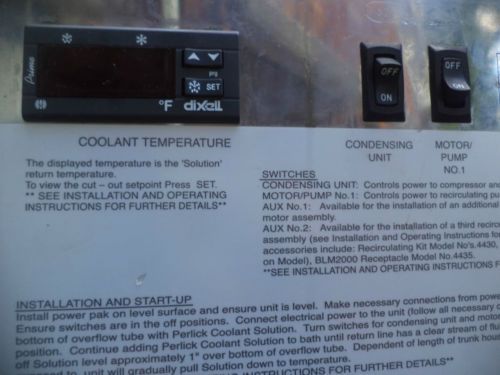 Prime
SET
°F
dixell
OFF
ON
OFF
ON
COOLANT TEMPERATURE
CONDENSING
UNIT
MOTOR/
PUMP
NO.1
The displayed temperature is the 'Solution'
return temperature.
To view the cut – out setpoint Press SET.
** SEE INSTALLATION AND OPERATING
INSTRUCTIONS FOR FURTHER DETAILS**
SWITCHES
CONDENSING UNIT: Controls power to compressor and
MOTOR/PUMP No.1: Controls power to recirculating pu
AUX No.1: Available for the installation of an additional
motor assembly.
AUX No.2: Available for the installation of a third recirc
assembly (see Installation and Operating Instructions for
accessories include: Recirculating Kit Model No's.4430,
on Model), BLM2000 Receptacle Model No.4435.
**SEE INSTALLATION AND OPERATING INSTRUCTIONS F
INSTALLATION AND START-UP
Install power pak on level surface and ensure unit is level. Make necessary connections from power
Ensure switches are in the off positions. Connect electrical power to the unit (follow all necessary c
bottom of overflow tube with Perlick Coolant Solution. Turn switches for condensing unit and motor
position. Continue adding Perlick Coolant Solution to bath until return line has a clear stream of flu
off Solution level approximately 1" over bottom of overflow tube. Dependent of length of trunk hous
unit will gradually pull Solution down to temperature.
INSTRUCTIONS FOR FURTHER DETAILS**